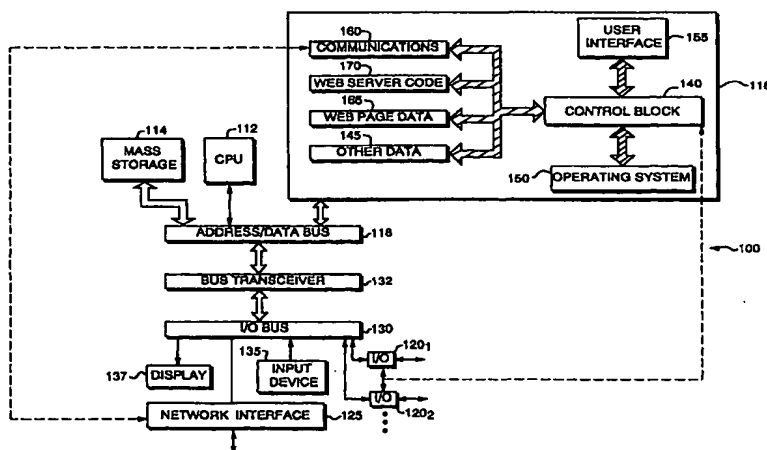 160
COMMUNICATIONS
170
WEB SERVER CODE
165
WEB PAGE DATA
145
OTHER DATA
USER
INTERFACE
155
140
CONTROL BLOCK
150
OPERATING SYSTEM
114
MASS
STORAGE
112
CPU
ADDRESS/DATA BUS
118
BUS TRANSCEIVER
132
I/O BUS
130
100
137
DISPLAY
135
INPUT
DEVICE
120₁
I/O
I/O
120₂
NETWORK INTERFACE
125